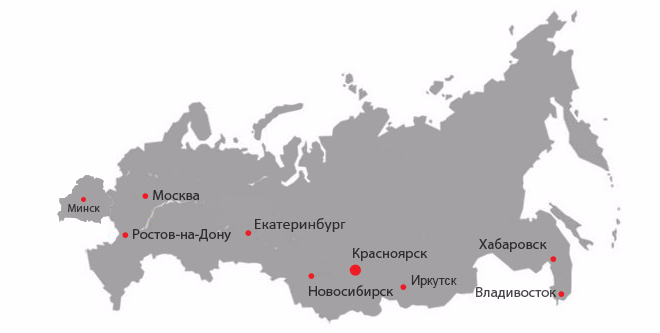 Москва
Минск
Екатеринбург
Ростов-на-Дону
Хабаровск
Красноярск
Иркутск
Новосибирск
Владивосток